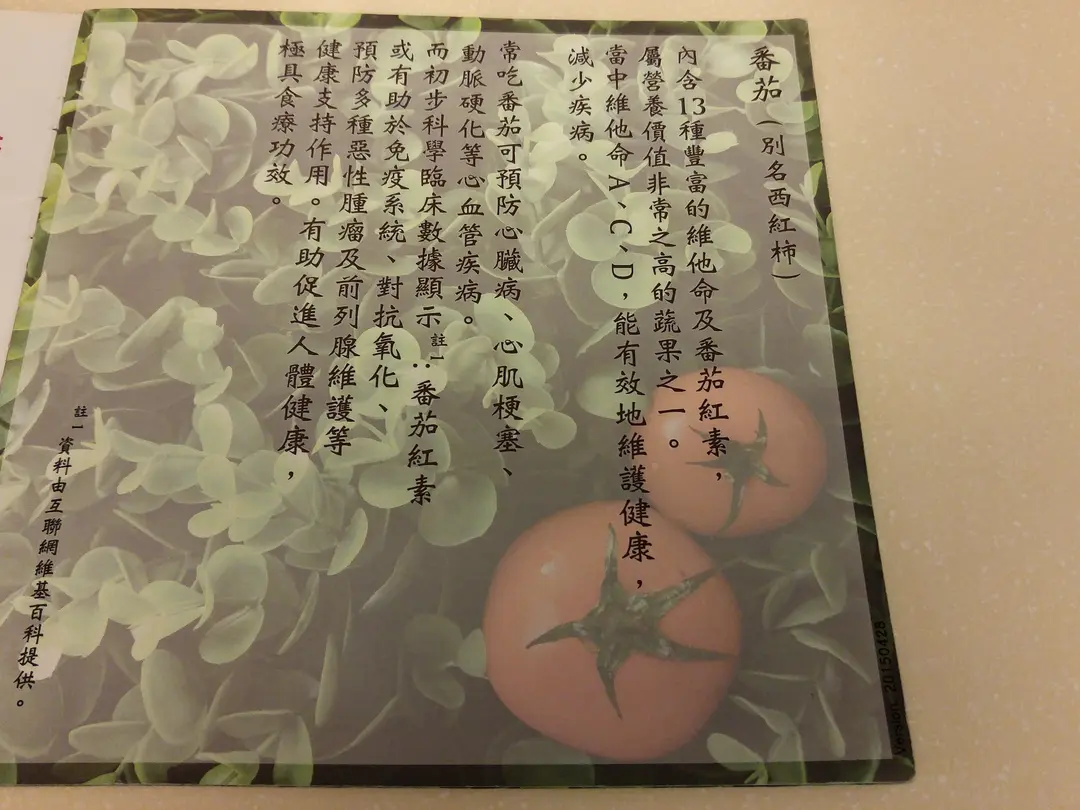 番茄（別名西紅柿）
內含13種豐富的維他命及番茄紅素，
屬營養價值非常之高的蔬果之一。
當中維他命A、C、D，能有效地維護健康，
減少疾病。
常吃番茄可預防心臟病、心肌梗塞、
動脈硬化等心血管疾病。
而初步科學臨床數據顯示註一：番茄紅素
或有助於免疫系統、對抗氧化、
預防多種惡性腫瘤及前列腺維護等
健康支持作用。有助促進人體健康，
極具食療功效。
註一資料由互聯網維基百科提供。
Version: 20150428